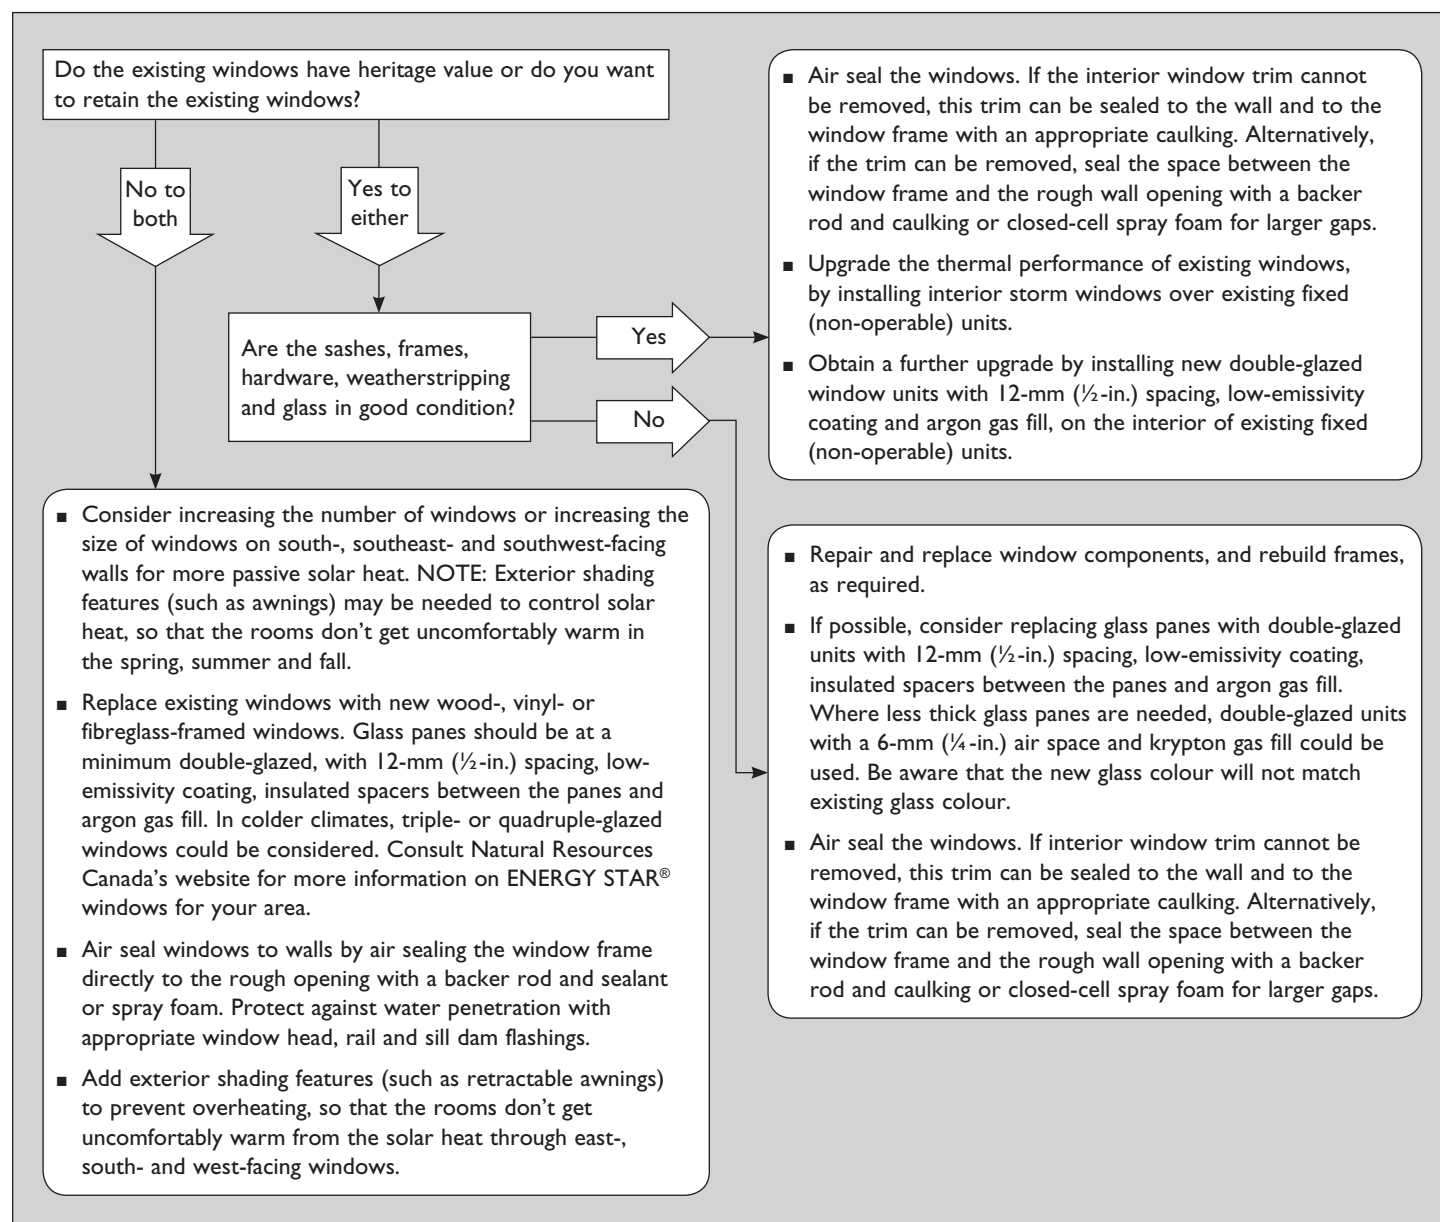 Do the existing windows have heritage value or do you want
to retain the existing windows?
No to
both
Yes to
either
Are the sashes, frames,
hardware, weatherstripping
and glass in good condition?
Yes
No
■ Air seal the windows. If the interior window trim cannot
be removed, this trim can be sealed to the wall and to the
window frame with an appropriate caulking. Alternatively,
if the trim can be removed, seal the space between the
window frame and the rough wall opening with a backer
rod and caulking or closed-cell spray foam for larger gaps.
■ Upgrade the thermal performance of existing windows,
by installing interior storm windows over existing fixed
(non-operable) units.
■ Obtain a further upgrade by installing new double-glazed
window units with 12-mm (½-in.) spacing, low-emissivity
coating and argon gas fill, on the interior of existing fixed
(non-operable) units.
■ Consider increasing the number of windows or increasing the
size of windows on south-, southeast- and southwest-facing
walls for more passive solar heat. NOTE: Exterior shading
features (such as awnings) may be needed to control solar
heat, so that the rooms don't get uncomfortably warm in
the spring, summer and fall.
■ Replace existing windows with new wood-, vinyl- or
fibreglass-framed windows. Glass panes should be at a
minimum double-glazed, with 12-mm (½-in.) spacing, low-
emissivity coating, insulated spacers between the panes and
argon gas fill. In colder climates, triple- or quadruple-glazed
windows could be considered. Consult Natural Resources
Canada's website for more information on ENERGY STAR®
windows for your area.
■ Air seal windows to walls by air sealing the window frame
directly to the rough opening with a backer rod and sealant
or spray foam. Protect against water penetration with
appropriate window head, rail and sill dam flashings.
■ Add exterior shading features (such as retractable awnings)
to prevent overheating, so that the rooms don't get
uncomfortably warm from the solar heat through east-,
south- and west-facing windows.
■ Repair and replace window components, and rebuild frames,
as required.
■ If possible, consider replacing glass panes with double-glazed
units with 12-mm (½-in.) spacing, low-emissivity coating,
insulated spacers between the panes and argon gas fill.
Where less thick glass panes are needed, double-glazed units
with a 6-mm (¼-in.) air space and krypton gas fill could be
used. Be aware that the new glass colour will not match
existing glass colour.
■ Air seal the windows. If interior window trim cannot be
removed, this trim can be sealed to the wall and to the
window frame with an appropriate caulking. Alternatively,
if the trim can be removed, seal the space between the
window frame and the rough wall opening with a backer
rod and caulking or closed-cell spray foam for larger gaps.